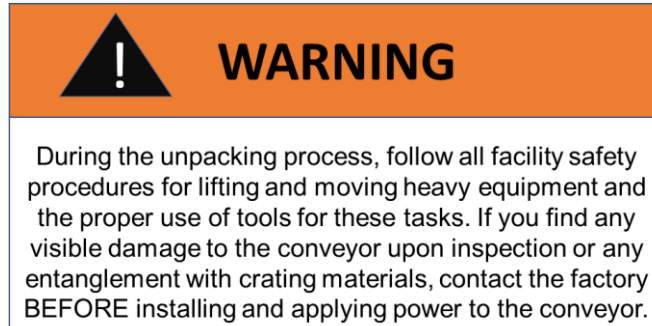 ! WARNING
During the unpacking process, follow all facility safety
procedures for lifting and moving heavy equipment and
the proper use of tools for these tasks. If you find any
visible damage to the conveyor upon inspection or any
entanglement with crating materials, contact the factory
BEFORE installing and applying power to the conveyor.